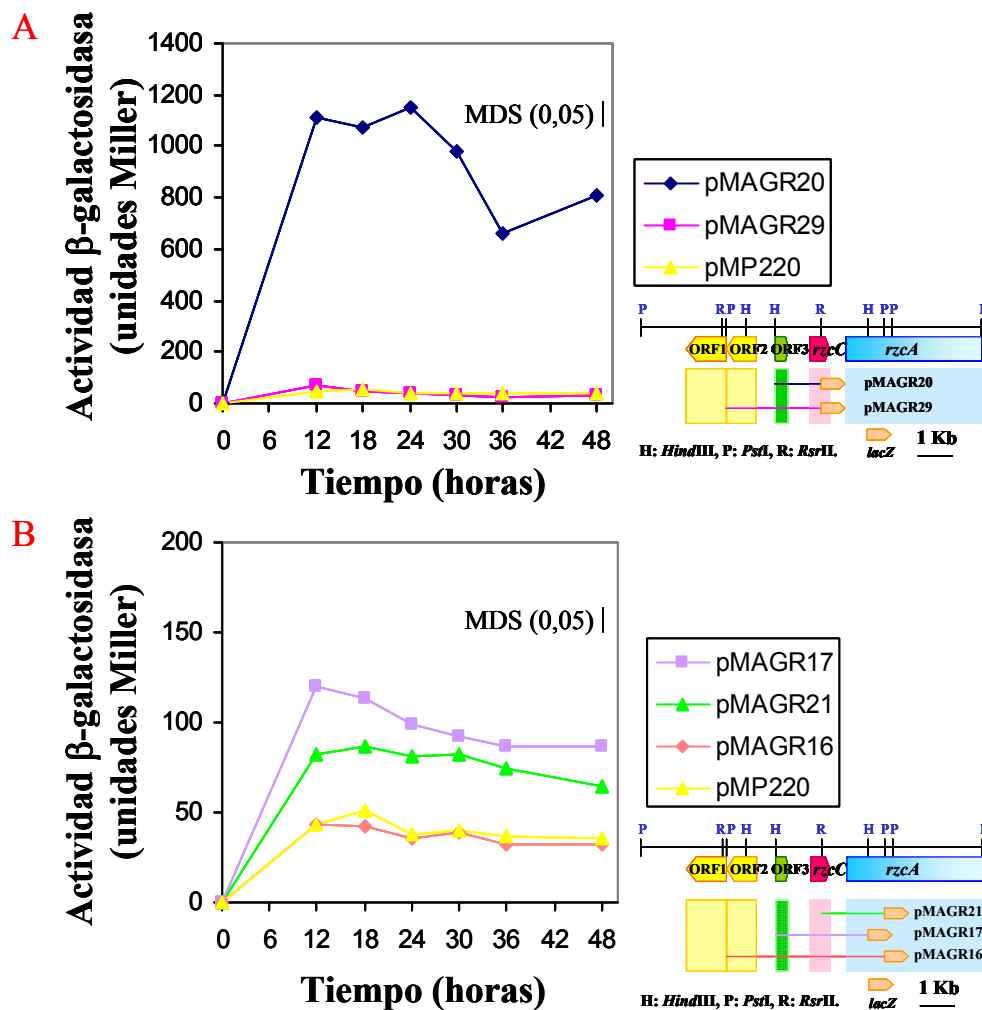 A
Actividad β-galactosidasa
(unidades Miller)
1400
1200
1000
800
600
400
200
0
MDS (0,05)
0 6 12 18 24 30 36 42 48
Tiempo (horas)
pMAGR20
pMAGR29
pMP220
P R P H H R H P P
ORF1 ORF2 ORF3 rzcC rzcA
pMAGR20
pMAGR29
H: HindIII, P: PstI, R: RsrII.
lacZ
1 Kb
B
Actividad β-galactosidasa
(unidades Miller)
200
150
100
50
0
MDS (0,05)
0 6 12 18 24 30 36 42 48
Tiempo (horas)
pMAGR17
pMAGR21
pMAGR16
pMP220
P R P H H R H P P
ORF1 ORF2 ORF3 rzcC rzcA
pMAGR21
pMAGR17
pMAGR16
H: HindIII, P: PstI, R: RsrII.
lacZ
1 Kb